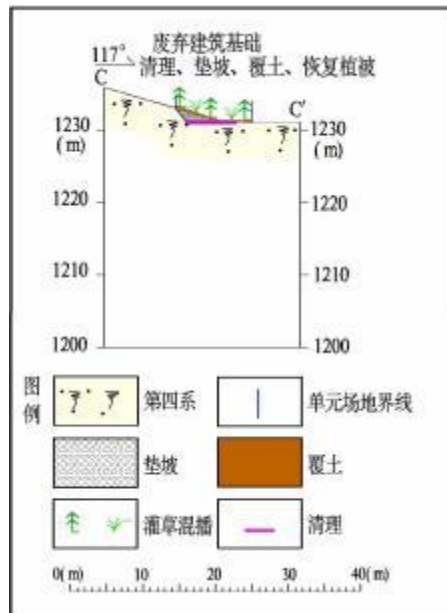 废弃建筑基础
117° 清理、垫坡、覆土、恢复植被
C C'
1230 1230
(m) (m)
1220 1220
1210 1210
1200 1200
图例
第四系 单元场地界线
垫坡 覆土
灌草混播 清理
0(m) 10 20 30 40(m)